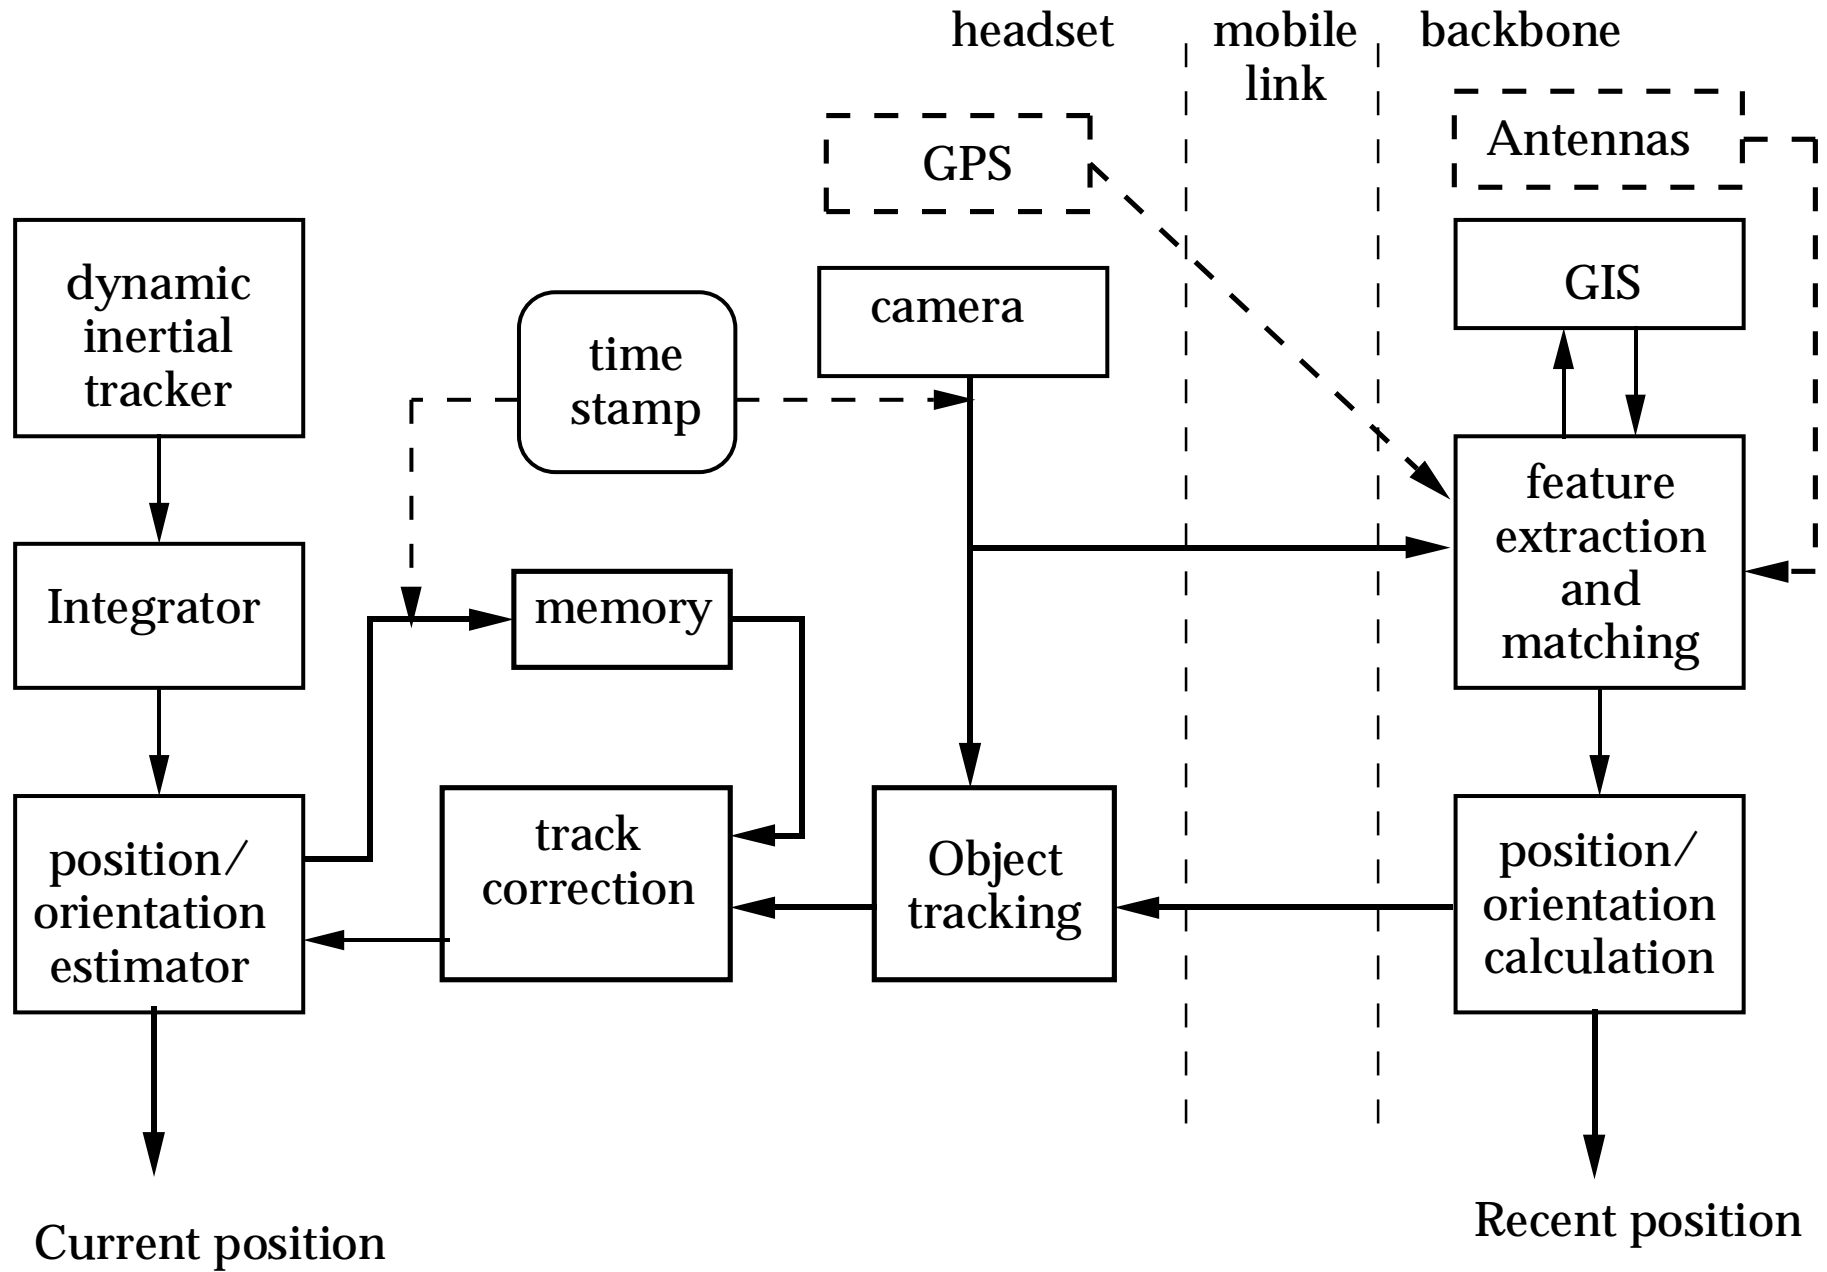 headset
mobile
link
backbone
Antennas
GPS
dynamic
inertial
tracker
time
stamp
camera
GIS
feature
extraction
and
matching
Integrator
memory
position/
orientation
estimator
track
correction
Object
tracking
position/
orientation
calculation
Current position
Recent position